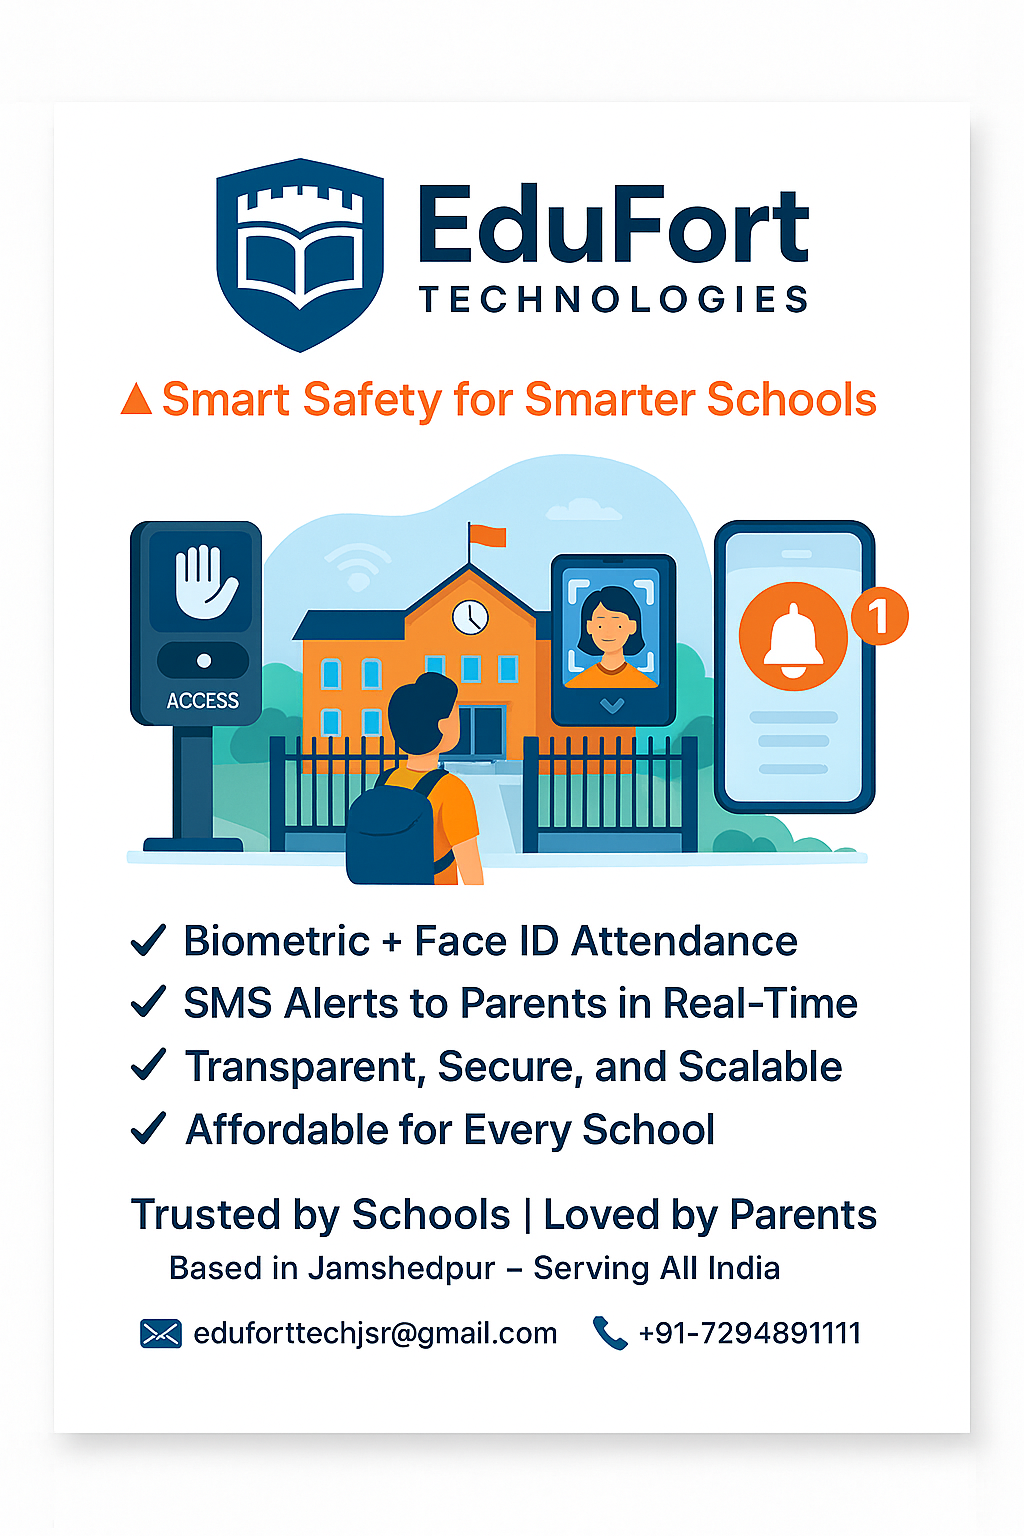 EduFort
TECHNOLOGIES
Smart Safety for Smarter Schools
1
ACCESS
Biometric + Face ID Attendance
SMS Alerts to Parents in Real-Time
Transparent, Secure, and Scalable
Affordable for Every School
Trusted by Schools | Loved by Parents
Based in Jamshedpur – Serving All India
eduforttechjsr@gmail.com +91-7294891111